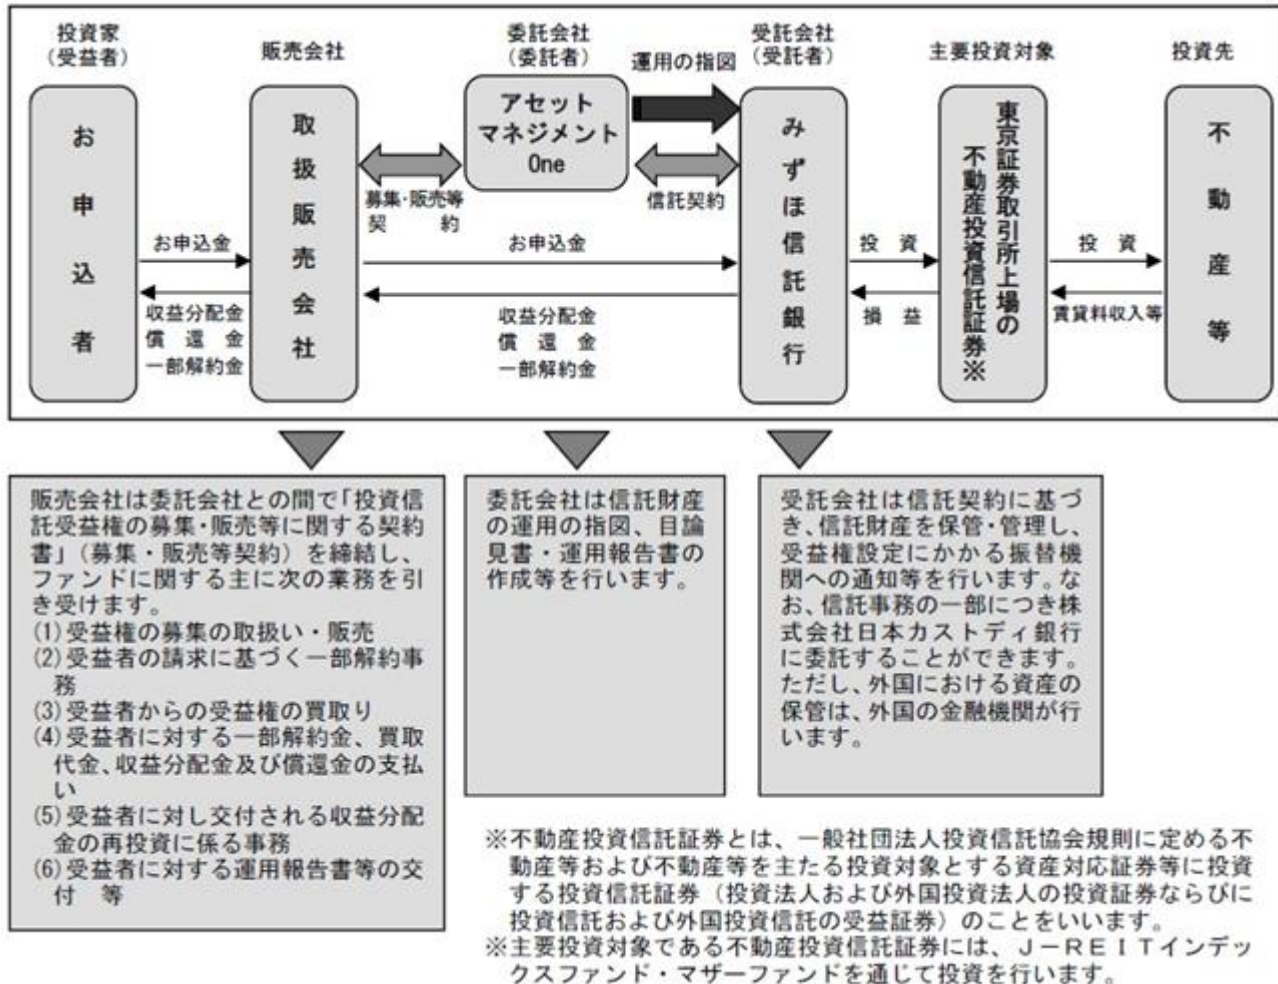 投資家
(受益者)
販売会社
委託会社
(委託者)
運用の指図
受託会社
(受託者)
主要投資対象
投資先
お申込者
取扱販売会社
アセット
マネジメント
One
みずほ信託銀行
東京証券取引所上場の
不動産投資信託証券※
不動産等
募集・販売等
契 約
信託契約
お申込金
お申込金
投 資
投 資
収益分配金
償 還 金
一部解約金
収益分配金
償 還 金
一部解約金
損 益
賃貸料収入等
販売会社は委託会社との間で「投資信
託受益権の募集・販売等に関する契約
書」(募集・販売等契約)を締結し、
ファンドに関する主に次の業務を引
き受けます。
(1)受益権の募集の取扱い・販売
(2)受益者の請求に基づく一部解約事
務
(3)受益者からの受益権の買取り
(4)受益者に対する一部解約金、買取
代金、収益分配金及び償還金の支払
い
(5)受益者に対し交付される収益分配
金の再投資に係る事務
(6)受益者に対する運用報告書等の交
付 等
委託会社は信託財産
の運用の指図、目論
見書・運用報告書の
作成等を行います。
受託会社は信託契約に基づ
き、信託財産を保管・管理し、
受益権設定にかかる振替機
関への通知等を行います。な
お、信託事務の一部につき株
式会社日本カストディ銀行
に委託することができます。
ただし、外国における資産の
保管は、外国の金融機関が行
います。
※不動産投資信託証券とは、一般社団法人投資信託協会規則に定める不
動産等および不動産等を主たる投資対象とする資産対応証券等に投資
する投資信託証券(投資法人および外国投資法人の投資証券ならびに
投資信託および外国投資信託の受益証券)のことをいいます。
※主要投資対象である不動産投資信託証券には、J-REITインデッ
クスファンド・マザーファンドを通じて投資を行います。